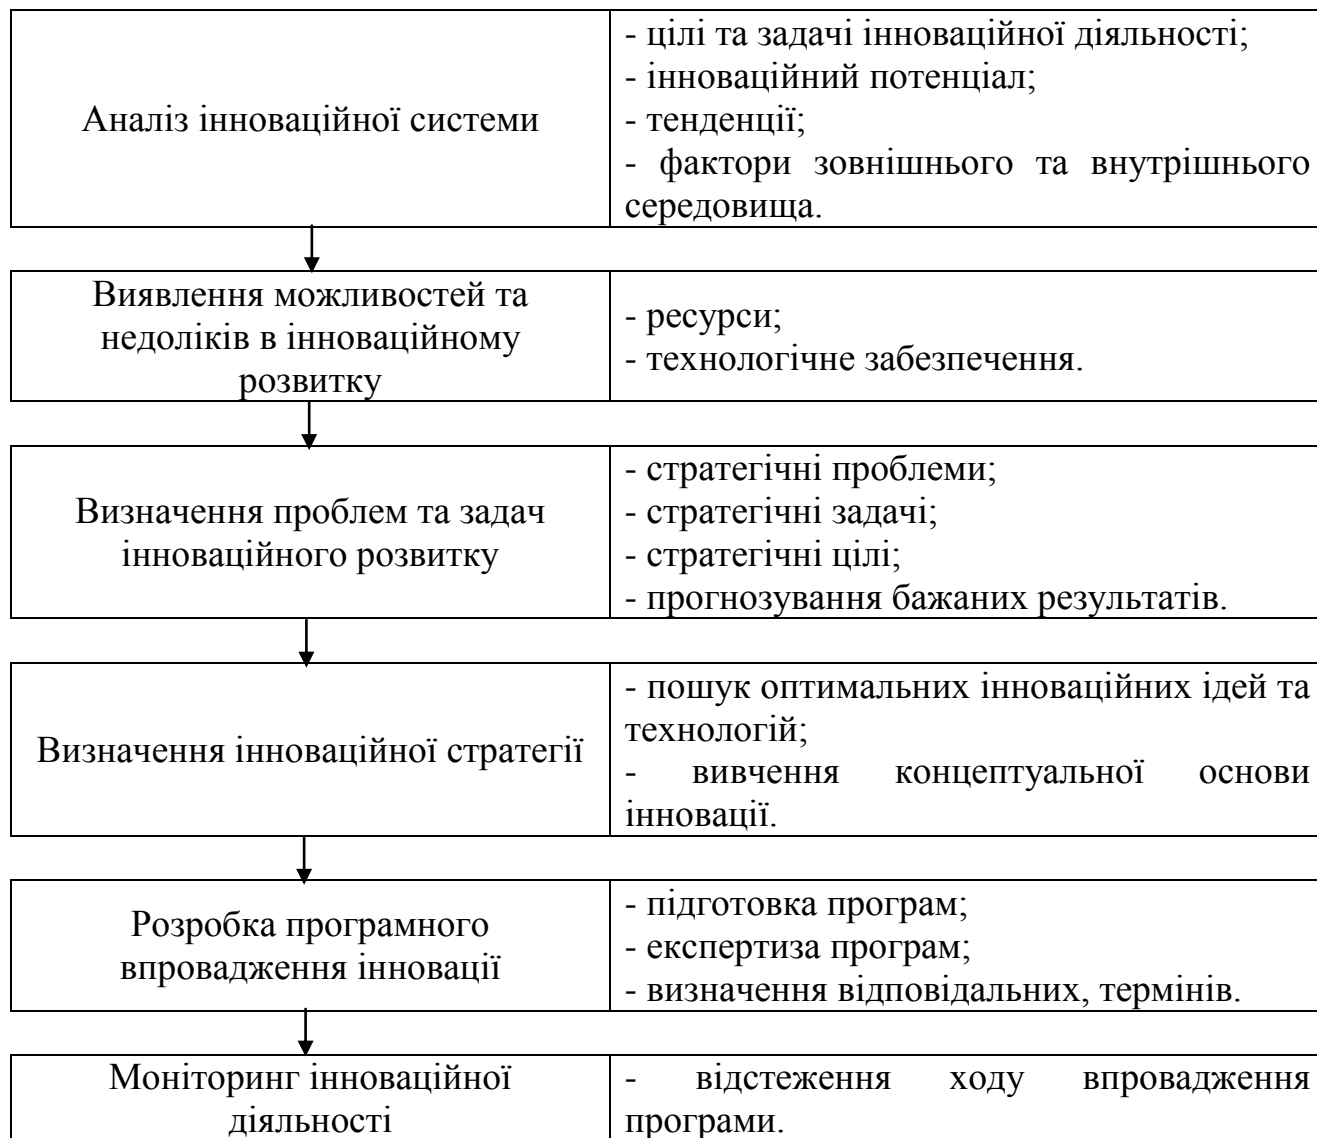 Аналіз інноваційної системи
- цілі та задачі інноваційної діяльності;
- інноваційний потенціал;
- тенденції;
- фактори зовнішнього та внутрішнього
середовища.
Виявлення можливостей та
недоліків в інноваційному
розвитку
- ресурси;
- технологічне забезпечення.
Визначення проблем та задач
інноваційного розвитку
- стратегічні проблеми;
- стратегічні задачі;
- стратегічні цілі;
- прогнозування бажаних результатів.
Визначення інноваційної стратегії
- пошук оптимальних інноваційних ідей та
технологій;
- вивчення концептуальної основи
інновації.
Розробка програмного
впровадження інновації
- підготовка програм;
- експертиза програм;
- визначення відповідальних, термінів.
Моніторинг інноваційної
діяльності
- відстеження ходу впровадження
програми.